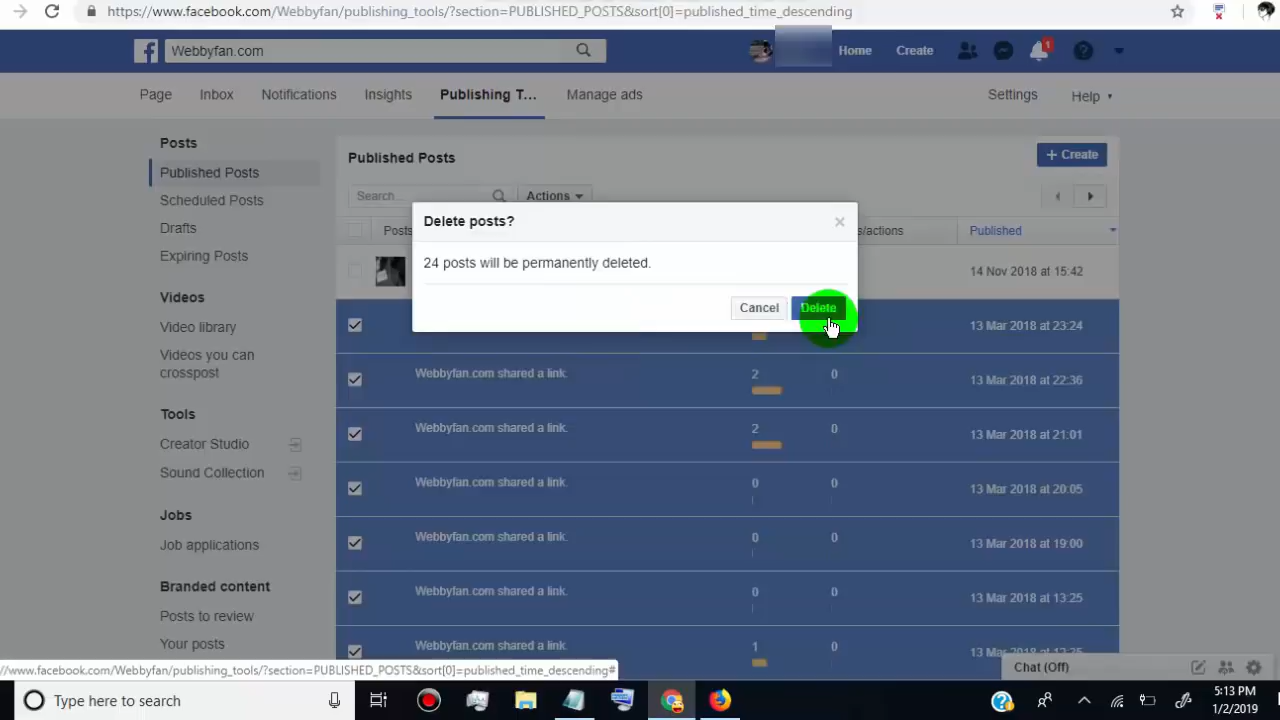 https://www.facebook.com/Webbyfan/publishing_tools/?section=PUBLISHED_POSTS&sort[0]=published_time_descending
Webbyfan.com
Home
Create
1
Page
Inbox
Notifications
Insights
Publishing T...
Manage ads
Settings
Help
Posts
Published Posts
Scheduled Posts
Drafts
Expiring Posts
Videos
Video library
Videos you can
crosspost
Tools
Creator Studio
Sound Collection
Jobs
Job applications
Branded content
Posts to review
Your posts
Published Posts
+ Create
Search...
Actions
Posts
s/actions
Published
14 Nov 2018 at 15:42
Delete posts?
24 posts will be permanently deleted.
Cancel
Delete
13 Mar 2018 at 23:24
Webbyfan.com shared a link.
2
0
13 Mar 2018 at 22:36
Webbyfan.com shared a link.
2
0
13 Mar 2018 at 21:01
Webbyfan.com shared a link.
0
0
13 Mar 2018 at 20:05
Webbyfan.com shared a link.
0
0
13 Mar 2018 at 19:00
Webbyfan.com shared a link.
0
0
13 Mar 2018 at 13:25
Webbyfan.com shared a link.
1
0
Chat (Off)
//www.facebook.com/Webbyfan/publishing_tools/?section=PUBLISHED_POSTS&sort[0]=published_time_descending#
Type here to search
5:13 PM
1/2/2019